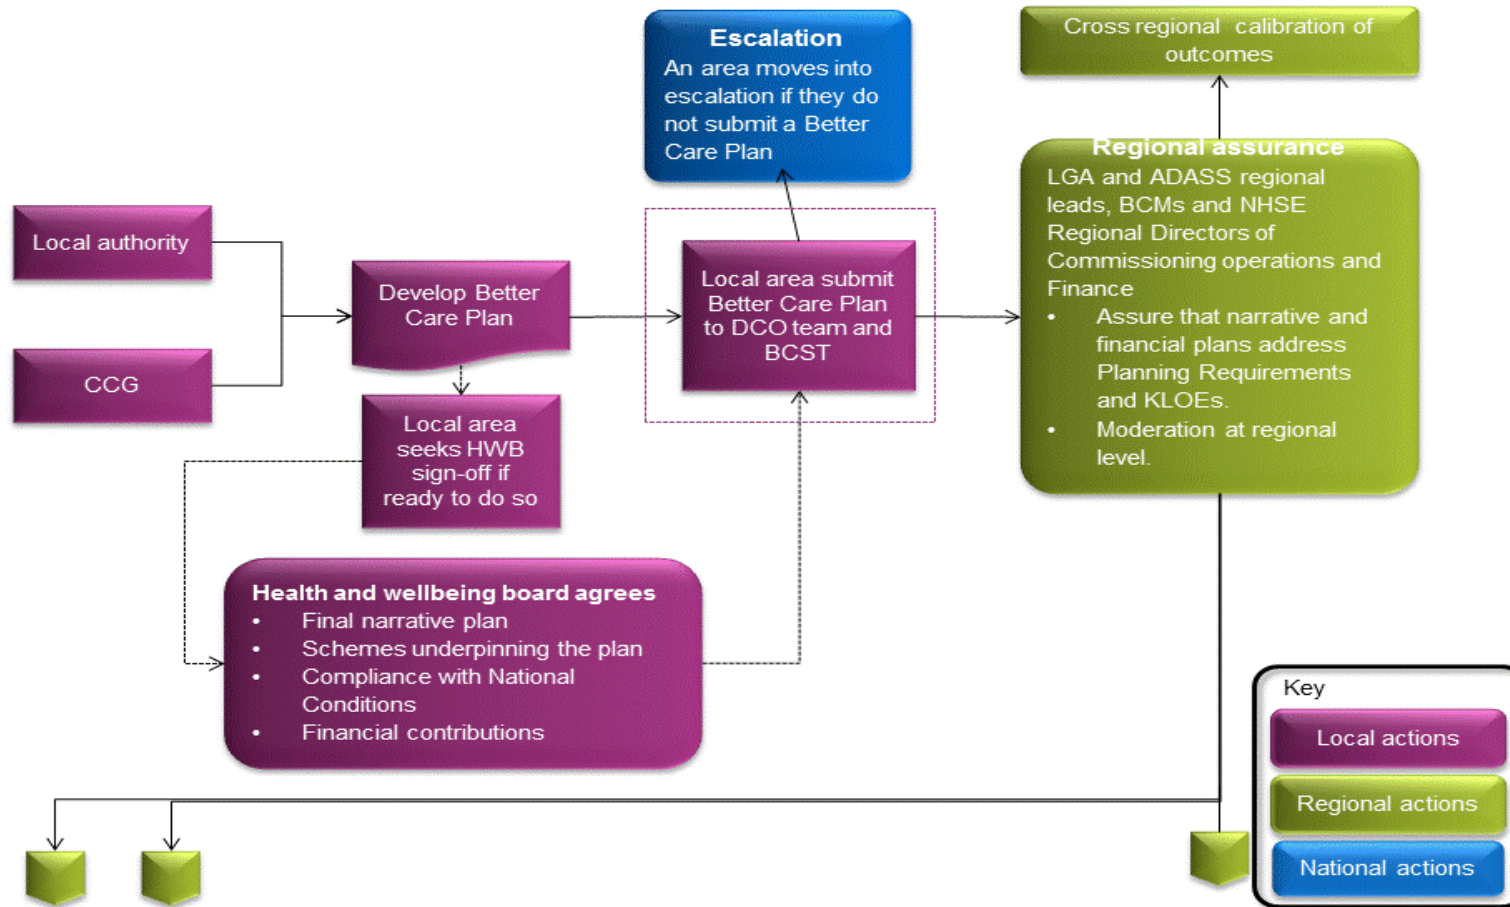 Escalation
An area moves into
escalation if they do
not submit a Better
Care Plan
Cross regional calibration of
outcomes
Regional assurance
LGA and ADASS regional
leads, BCMs and NHSE
Regional Directors of
Commissioning operations and
Finance
• Assure that narrative and
financial plans address
Planning Requirements
and KLOEs.
• Moderation at regional
level.
Local authority
CCG
Develop Better
Care Plan
Local area submit
Better Care Plan
to DCO team and
BCST
Local area
seeks HWB
sign-off if
ready to do so
Health and wellbeing board agrees
• Final narrative plan
• Schemes underpinning the plan
• Compliance with National
Conditions
• Financial contributions
Key
Local actions
Regional actions
National actions